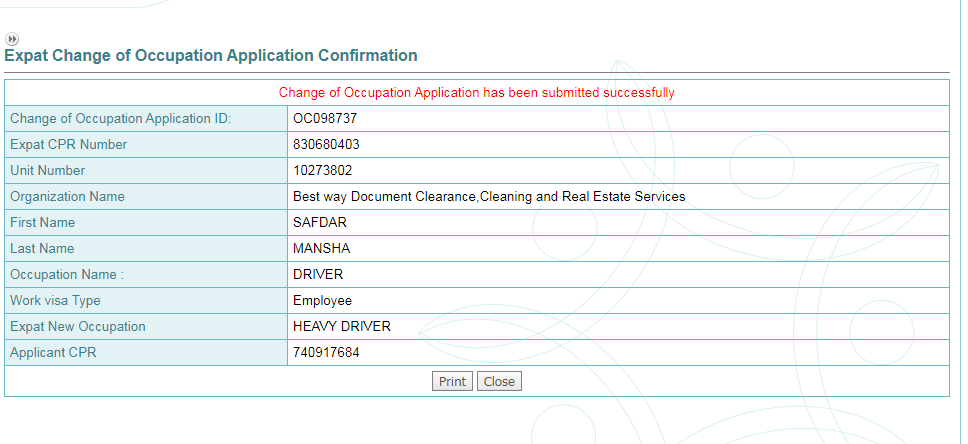 Expat Change of Occupation Application Confirmation
Change of Occupation Application has been submitted successfully
Change of Occupation Application ID: OC098737
Expat CPR Number 830680403
Unit Number 10273802
Organization Name Best way Document Clearance,Cleaning and Real Estate Services
First Name SAFDAR
Last Name MANSHA
Occupation Name : DRIVER
Work visa Type Employee
Expat New Occupation HEAVY DRIVER
Applicant CPR 740917684
Print Close